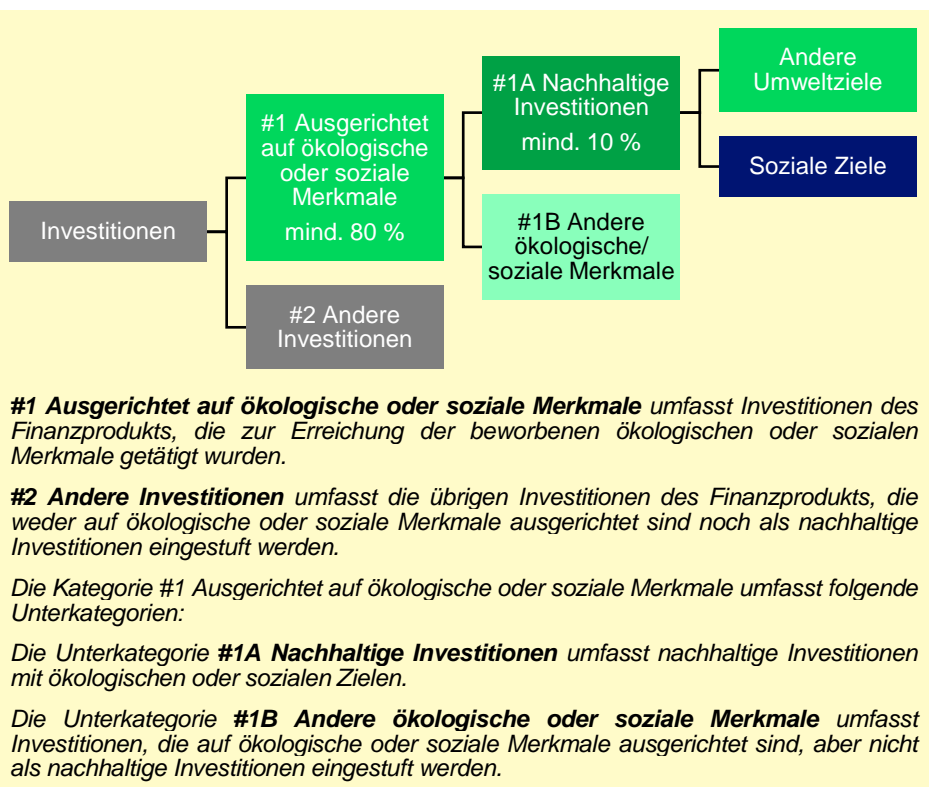 Investitionen
#1 Ausgerichtet
auf ökologische
oder soziale
Merkmale
mind. 80 %
#2 Andere
Investitionen
#1A Nachhaltige
Investitionen
mind. 10 %
#1B Andere
ökologische/
soziale Merkmale
Andere
Umweltziele
Soziale Ziele
#1 Ausgerichtet auf ökologische oder soziale Merkmale umfasst Investitionen des
Finanzprodukts, die zur Erreichung der beworbenen ökologischen oder sozialen
Merkmale getätigt wurden.
#2 Andere Investitionen umfasst die übrigen Investitionen des Finanzprodukts, die
weder auf ökologische oder soziale Merkmale ausgerichtet sind noch als nachhaltige
Investitionen eingestuft werden.
Die Kategorie #1 Ausgerichtet auf ökologische oder soziale Merkmale umfasst folgende
Unterkategorien:
Die Unterkategorie #1A Nachhaltige Investitionen umfasst nachhaltige Investitionen
mit ökologischen oder sozialen Zielen.
Die Unterkategorie #1B Andere ökologische oder soziale Merkmale umfasst
Investitionen, die auf ökologische oder soziale Merkmale ausgerichtet sind, aber nicht
als nachhaltige Investitionen eingestuft werden.